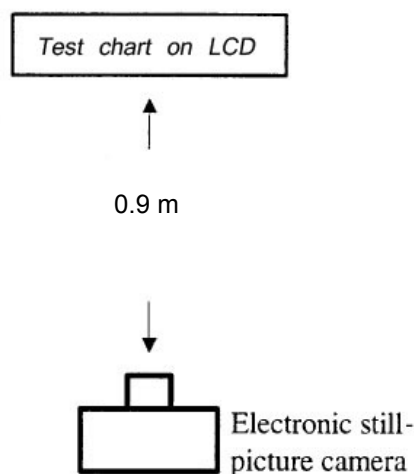 Test chart on LCD
0.9 m
Electronic still-
picture camera